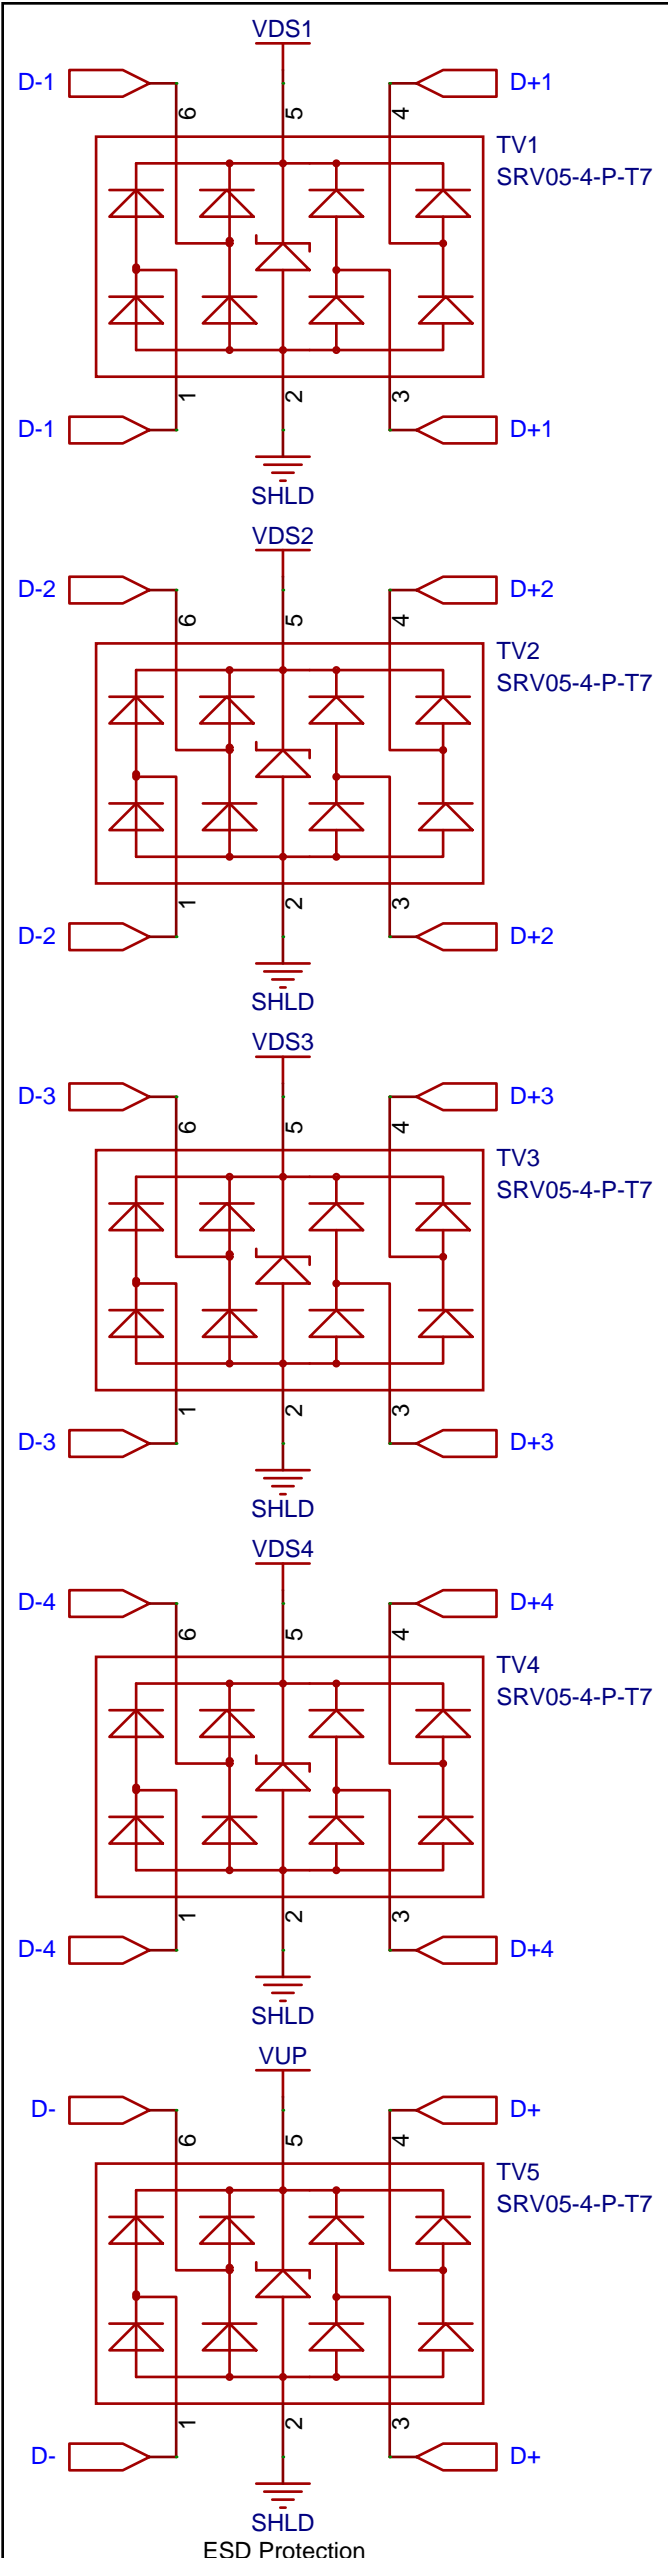 VDS1
D-1
D+1
6
5
4
TV1
SRV05-4-P-T7
1
2
3
D-1
D+1
SHLD
VDS2
D-2
D+2
6
5
4
TV2
SRV05-4-P-T7
1
2
3
D-2
D+2
SHLD
VDS3
D-3
D+3
6
5
4
TV3
SRV05-4-P-T7
1
2
3
D-3
D+3
SHLD
VDS4
D-4
D+4
6
5
4
TV4
SRV05-4-P-T7
1
2
3
D-4
D+4
SHLD
VUP
D-
D+
6
5
4
TV5
SRV05-4-P-T7
1
2
3
D-
D+
SHLD
ESD Protection